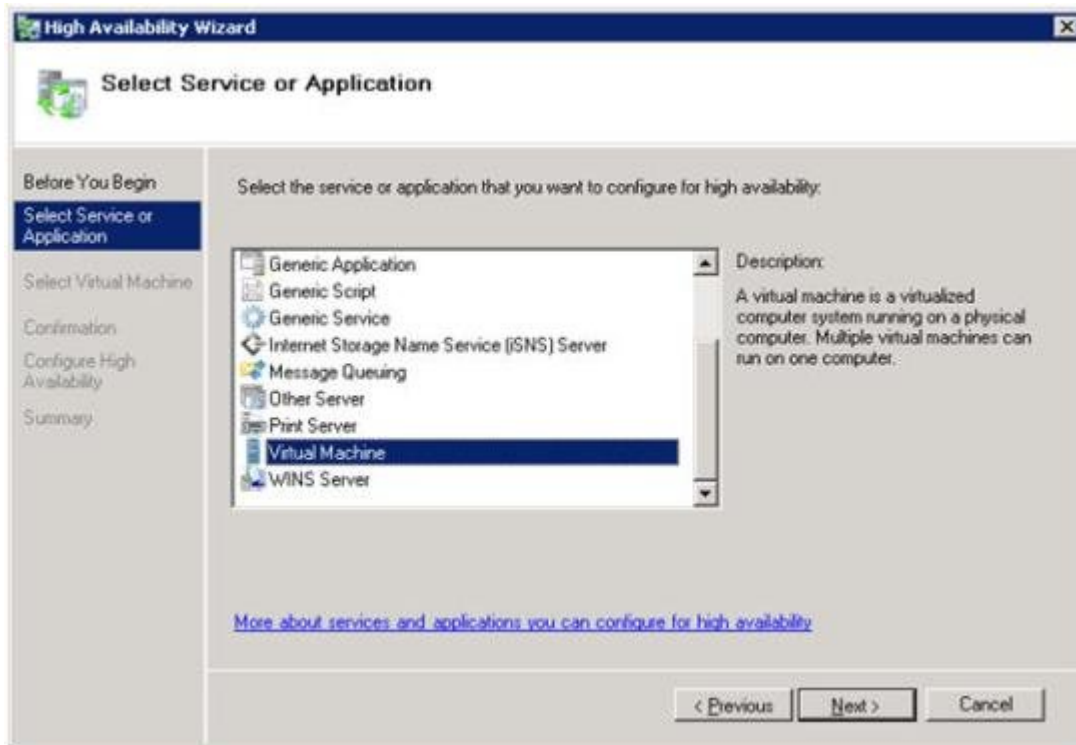 High Availability Wizard
Select Service or Application
Before You Begin
Select Service or
Application
Select Virtual Machine
Confirmation
Configure High
Availability
Summary
Select the service or application that you want to configure for high availability:
Generic Application
Generic Script
Generic Service
Internet Storage Name Service (iSNS) Server
Message Queuing
Other Server
Print Server
Virtual Machine
WINS Server
Description:
A virtual machine is a virtualized
computer system running on a physical
computer. Multiple virtual machines can
run on one computer.
More about services and applications you can configure for high availability
< Previous
Next >
Cancel